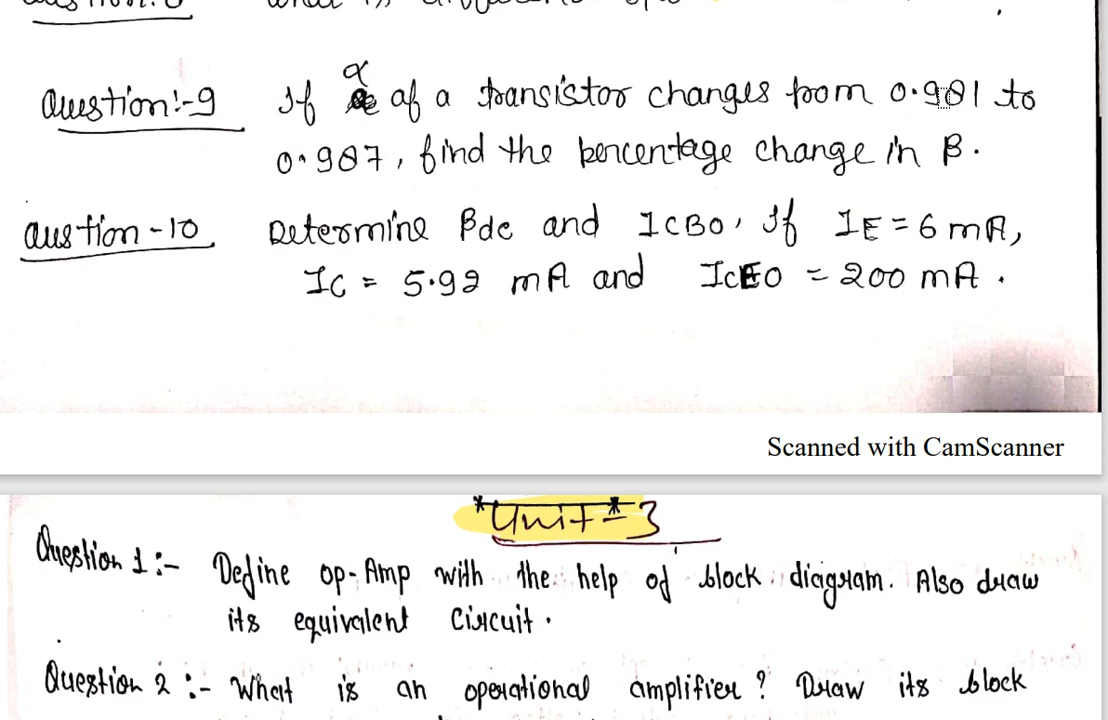 Question:-9 If α of a transistor changes from 0.981 to
0.987, find the percentage change in β.
Question-10 Determine βdc and ICBO, If IE = 6 mA,
IC = 5.92 mA and ICEO = 200 mA.
Scanned with CamScanner
*Unit*-3
Question 1:- Define op-Amp with the help of block diagram. Also draw
its equivalent Circuit.
Question 2:- What is an operational amplifier? Draw its block